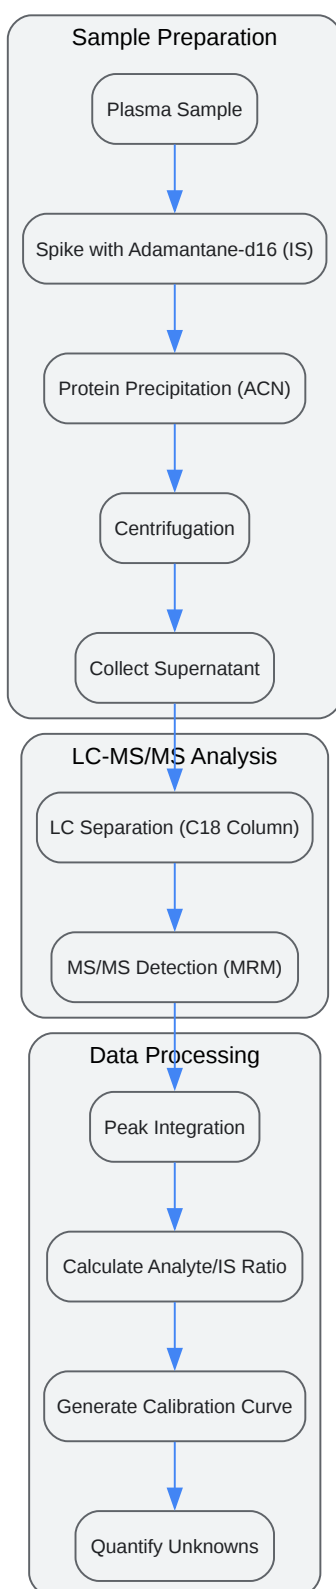 Sample Preparation
Plasma Sample
Spike with Adamantane-d16 (IS)
Protein Precipitation (ACN)
Centrifugation
Collect Supernatant
LC-MS/MS Analysis
LC Separation (C18 Column)
MS/MS Detection (MRM)
Data Processing
Peak Integration
Calculate Analyte/IS Ratio
Generate Calibration Curve
Quantify Unknowns